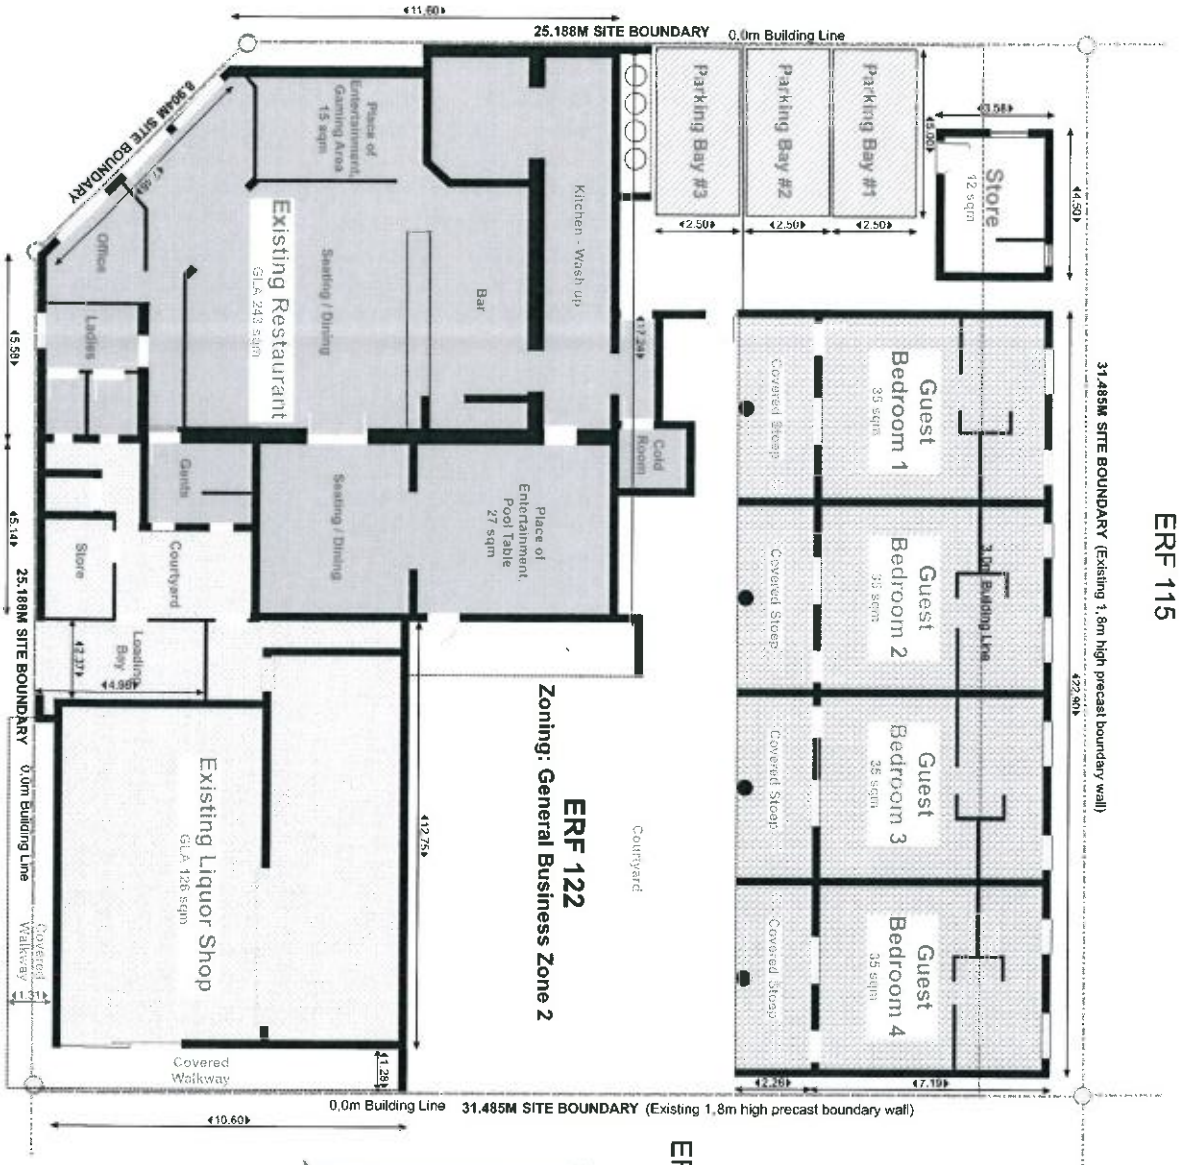 11.60
25.188M SITE BOUNDARY
0.0m Building Line
8.904M SITE BOUNDARY
Place of
Entertainment,
Gaming Area
15 sqm
Kitchen - Wash up
Parking Bay #3
Parking Bay #2
Parking Bay #1
5.00
2.50
2.50
2.50
3.58
Store
12 sqm
44.50
Office
Existing Restaurant
GLA 243 sqm
Seating / Dining
Bar
Ladies
5.58
Cold
Room
Gents
Seating / Dining
Place of
Entertainment,
Pool Table
27 sqm
Covered Stoep
Guest
Bedroom 1
35 sqm
Covered Stoep
Guest
Bedroom 2
35 sqm
3.0m Building Line
Covered Stoep
Guest
Bedroom 3
35 sqm
Covered Stoep
Guest
Bedroom 4
35 sqm
22.90
31.485M SITE BOUNDARY (Existing 1,8m high precast boundary wall)
ERF 115
5.14
25.188M SITE BOUNDARY
0.0m Building Line
Store
Courtyard
Loading
Bay
2.37
4.96
Existing Liquor Shop
GLA 126 sqm
12.75
Zoning: General Business Zone 2
ERF 122
Courtyard
Covered
Walkway
1.31
Covered
Walkway
1.28
2.26
7.19
10.60
0,0m Building Line
31.485M SITE BOUNDARY (Existing 1,8m high precast boundary wall)